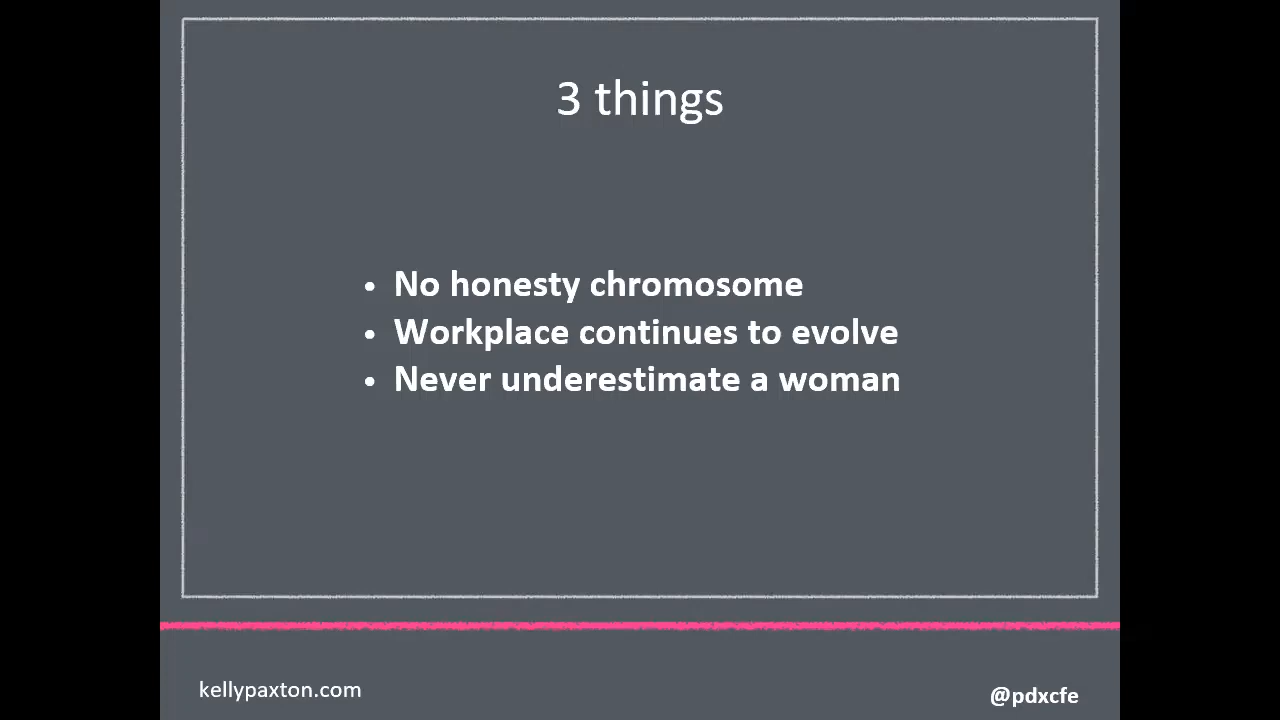 3 things
• No honesty chromosome
• Workplace continues to evolve
• Never underestimate a woman
kellypaxton.com
@pdxcfe